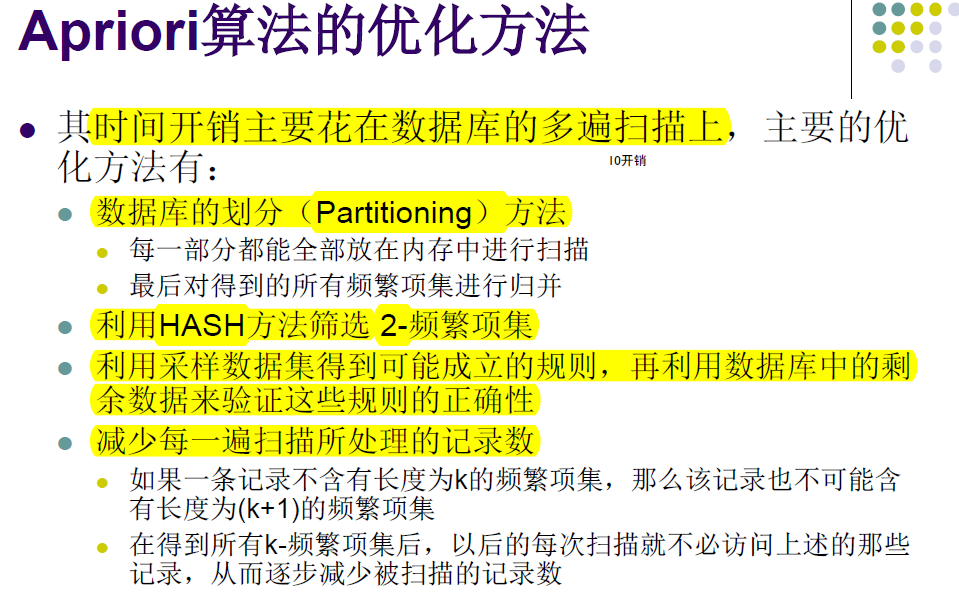 Apriori算法的优化方法
其时间开销主要花在数据库的多遍扫描上，主要的优
化方法有：
IO开销
数据库的划分（Partitioning）方法
每一部分都能全部放在内存中进行扫描
最后对得到的所有频繁项集进行归并
利用HASH方法筛选 2-频繁项集
利用采样数据集得到可能成立的规则，再利用数据库中的剩
余数据来验证这些规则的正确性
减少每一遍扫描所处理的记录数
如果一条记录不含有长度为k的频繁项集，那么该记录也不可能含
有长度为(k+1)的频繁项集
在得到所有k-频繁项集后，以后的每次扫描就不必访问上述的那些
记录，从而逐步减少被扫描的记录数